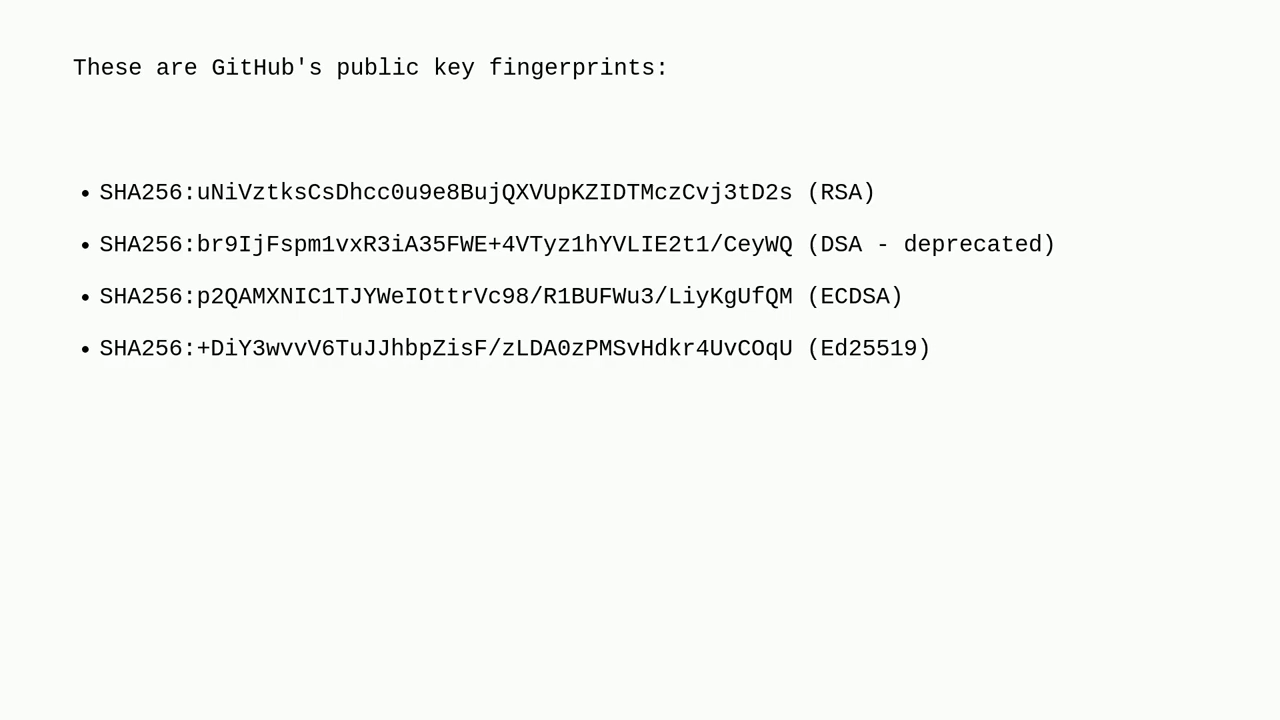 These are GitHub's public key fingerprints:
• SHA256:uNiVztksCsDhcc0u9e8BujQXVUpKZIDTMczCvj3tD2s (RSA)
• SHA256:br9IjFspm1vxR3iA35FWE+4VTyz1hYVLIE2t1/CeyWQ (DSA - deprecated)
• SHA256:p2QAMXNIC1TJYWeIOttrVc98/R1BUFWu3/LiyKgUfQM (ECDSA)
• SHA256:+DiY3wvvV6TuJJhbpZisF/zLDA0zPMSvHdkr4UvCOqU (Ed25519)